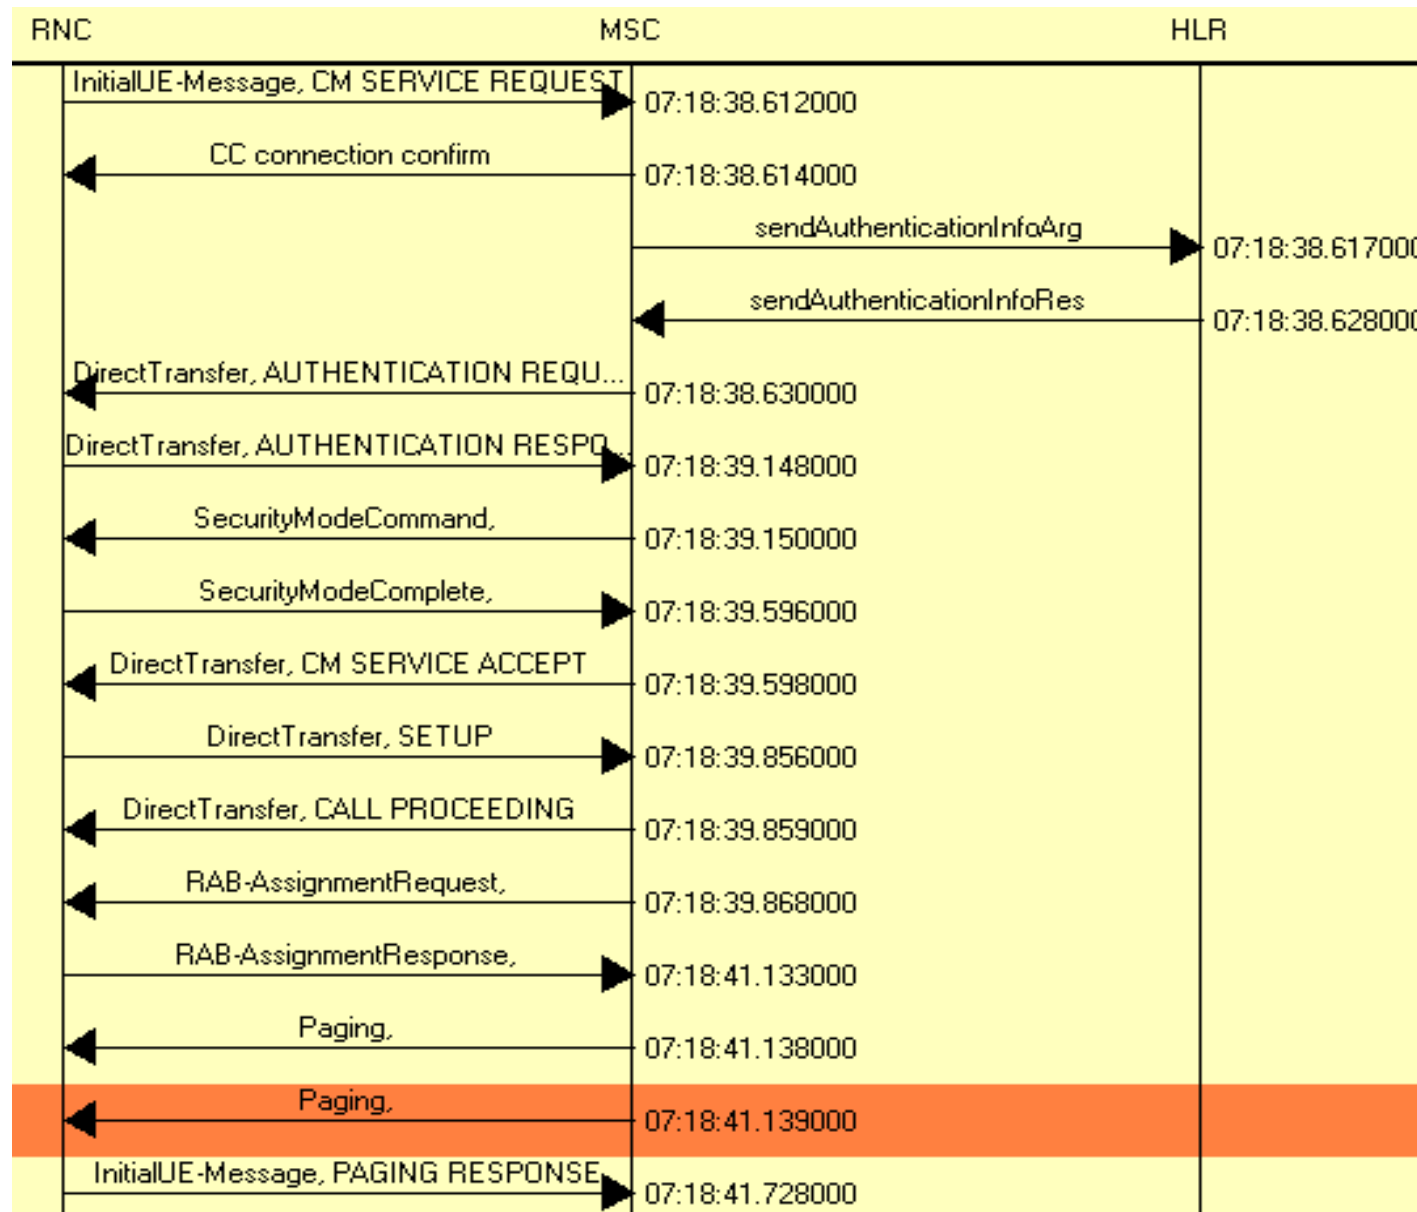 RNC MSC HLR
InitialUE-Message, CM SERVICE REQUEST
07:18:38.612000
CC connection confirm
07:18:38.614000
sendAuthenticationInfoArg
07:18:38.617000
sendAuthenticationInfoRes
07:18:38.628000
DirectTransfer, AUTHENTICATION REQU...
07:18:38.630000
DirectTransfer, AUTHENTICATION RESPO...
07:18:39.148000
SecurityModeCommand,
07:18:39.150000
SecurityModeComplete,
07:18:39.596000
DirectTransfer, CM SERVICE ACCEPT
07:18:39.598000
DirectTransfer, SETUP
07:18:39.856000
DirectTransfer, CALL PROCEEDING
07:18:39.859000
RAB-AssignmentRequest,
07:18:39.868000
RAB-AssignmentResponse,
07:18:41.133000
Paging,
07:18:41.138000
Paging,
07:18:41.139000
InitialUE-Message, PAGING RESPONSE
07:18:41.728000